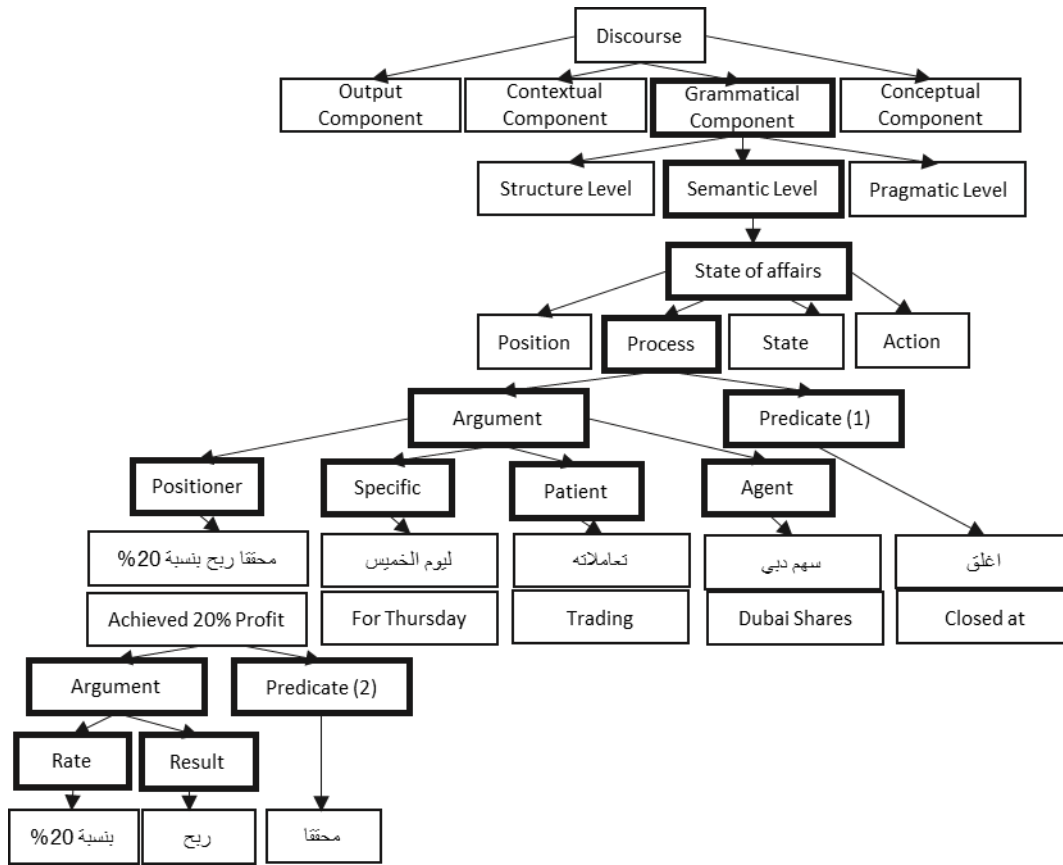 Discourse
Output
Component
Contextual
Component
Grammatical
Component
Conceptual
Component
Structure Level
Semantic Level
Pragmatic Level
State of affairs
Position
Process
State
Action
Argument
Predicate (1)
Positioner
Specific
Patient
Agent
محققا ربح بنسبة 20%
ليوم الخميس
تعاملاته
سهم دبي
اغلق
Achieved 20% Profit
For Thursday
Trading
Dubai Shares
Closed at
Argument
Predicate (2)
Rate
Result
بنسبة 20%
ربح
محققا